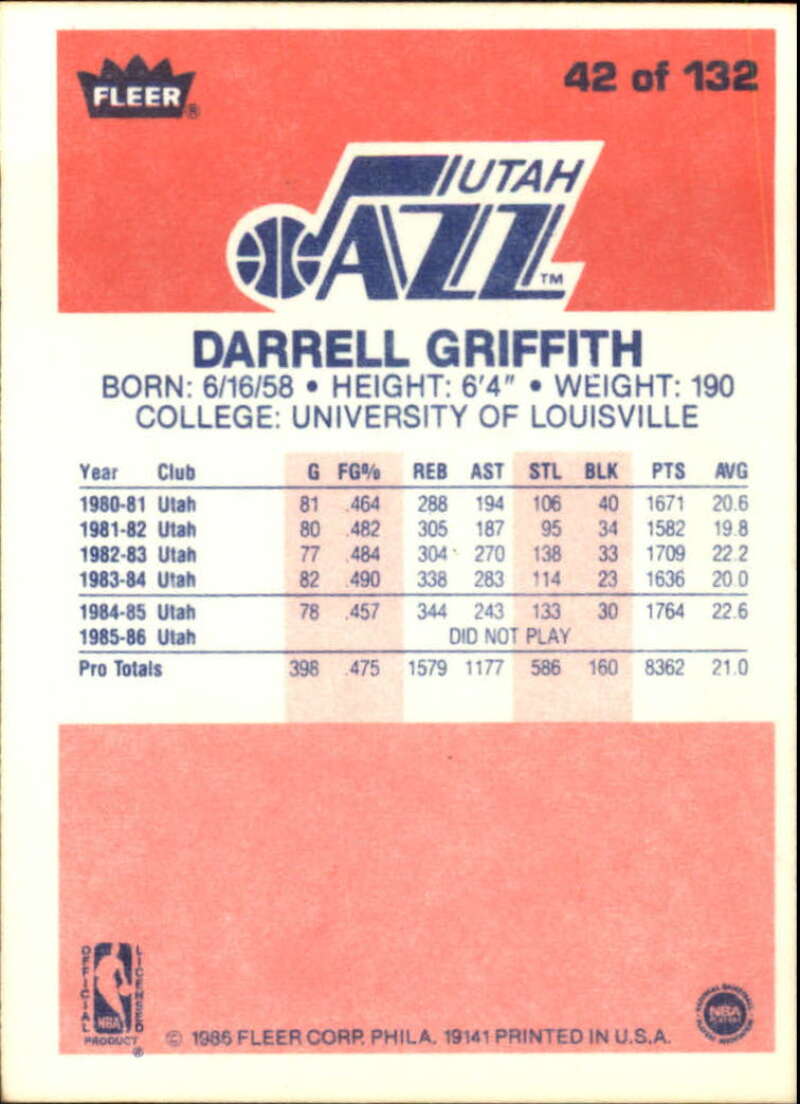 FLEER®
42 of 132
UTAH
JAZZ™
DARRELL GRIFFITH
BORN: 6/16/58 • HEIGHT: 6'4" • WEIGHT: 190
COLLEGE: UNIVERSITY OF LOUISVILLE
Year Club G FG% REB AST STL BLK PTS AVG
1980-81 Utah 81 .464 288 194 106 40 1671 20.6
1981-82 Utah 80 .482 305 187 95 34 1582 19.8
1982-83 Utah 77 .484 304 270 138 33 1709 22.2
1983-84 Utah 82 .490 338 283 114 23 1636 20.0
1984-85 Utah 78 .457 344 243 133 30 1764 22.6
1985-86 Utah DID NOT PLAY
Pro Totals 398 .475 1579 1177 586 160 8362 21.0
OFFICIAL LICENSED
NBA
PRODUCT®
© 1986 FLEER CORP. PHILA. 19141 PRINTED IN U.S.A.
NATIONAL BASKETBALL
NBA